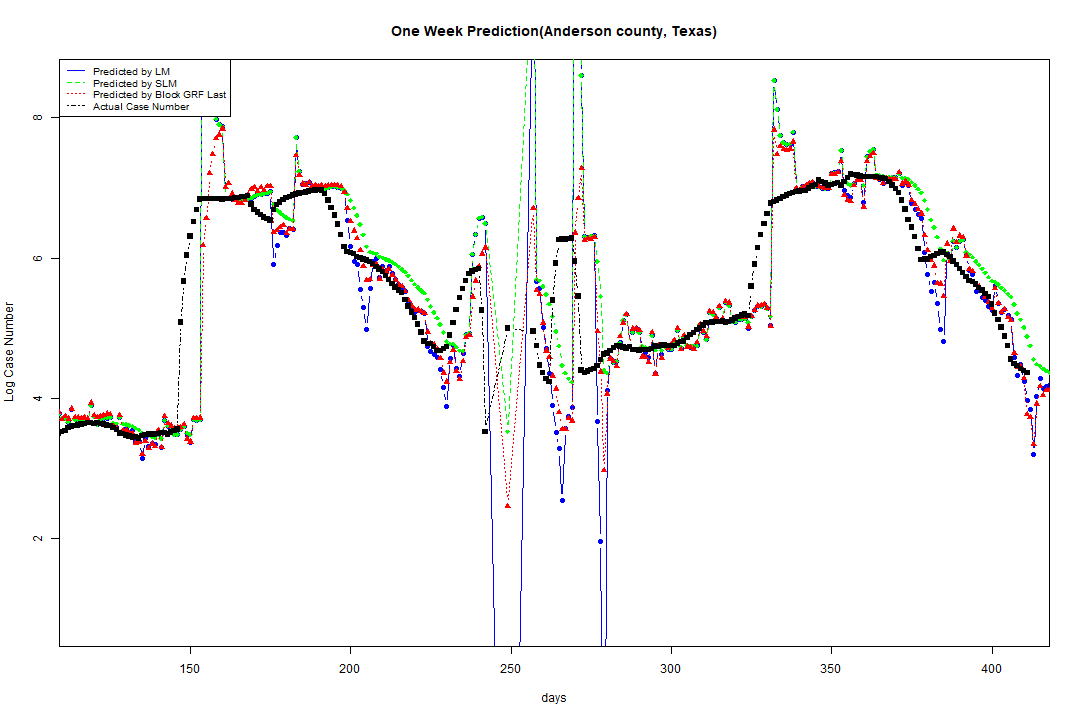 One Week Prediction(Anderson county, Texas)
Predicted by LM
Predicted by SLM
Predicted by Block GRF Last
Actual Case Number
8
6
4
2
Log Case Number
150 200 250 300 350 400
days